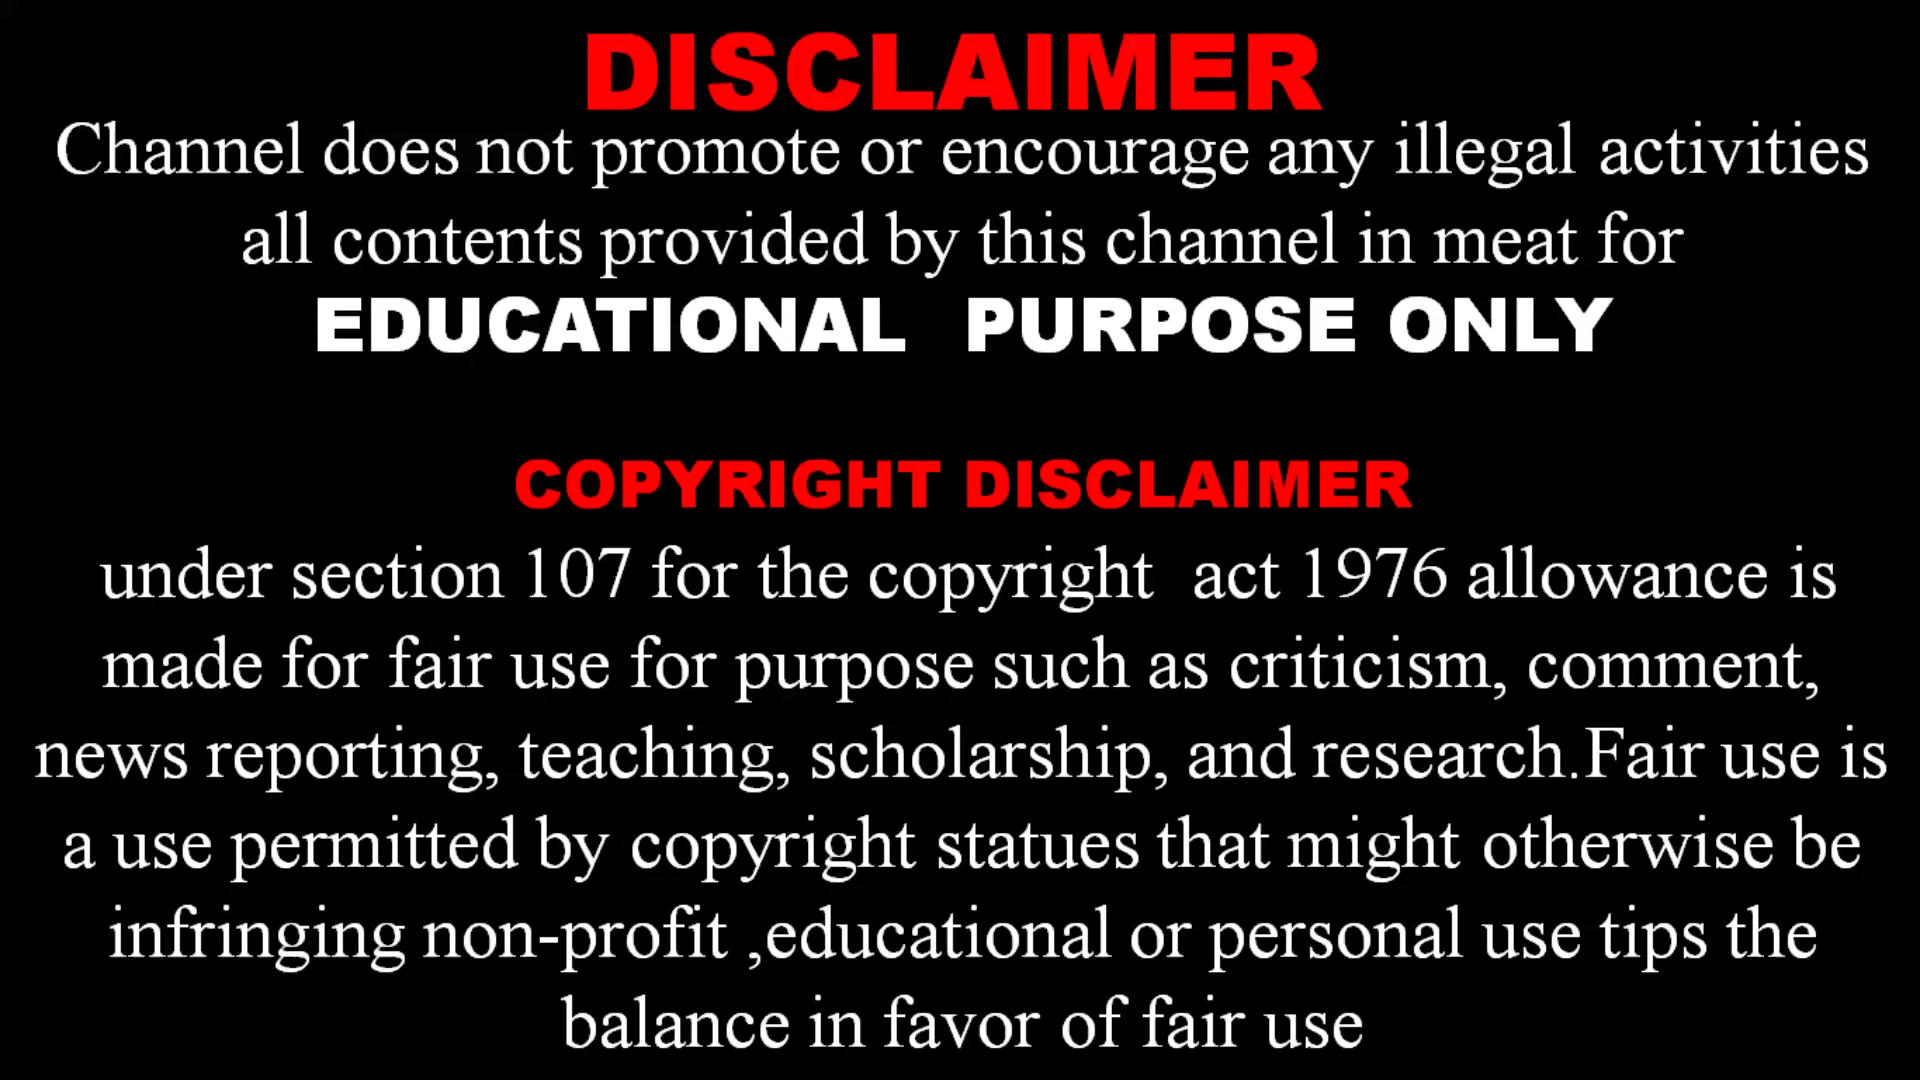 DISCLAIMER
Channel does not promote or encourage any illegal activities
all contents provided by this channel in meat for
EDUCATIONAL PURPOSE ONLY
COPYRIGHT DISCLAIMER
under section 107 for the copyright act 1976 allowance is
made for fair use for purpose such as criticism, comment,
news reporting, teaching, scholarship, and research.Fair use is
a use permitted by copyright statues that might otherwise be
infringing non-profit ,educational or personal use tips the
balance in favor of fair use